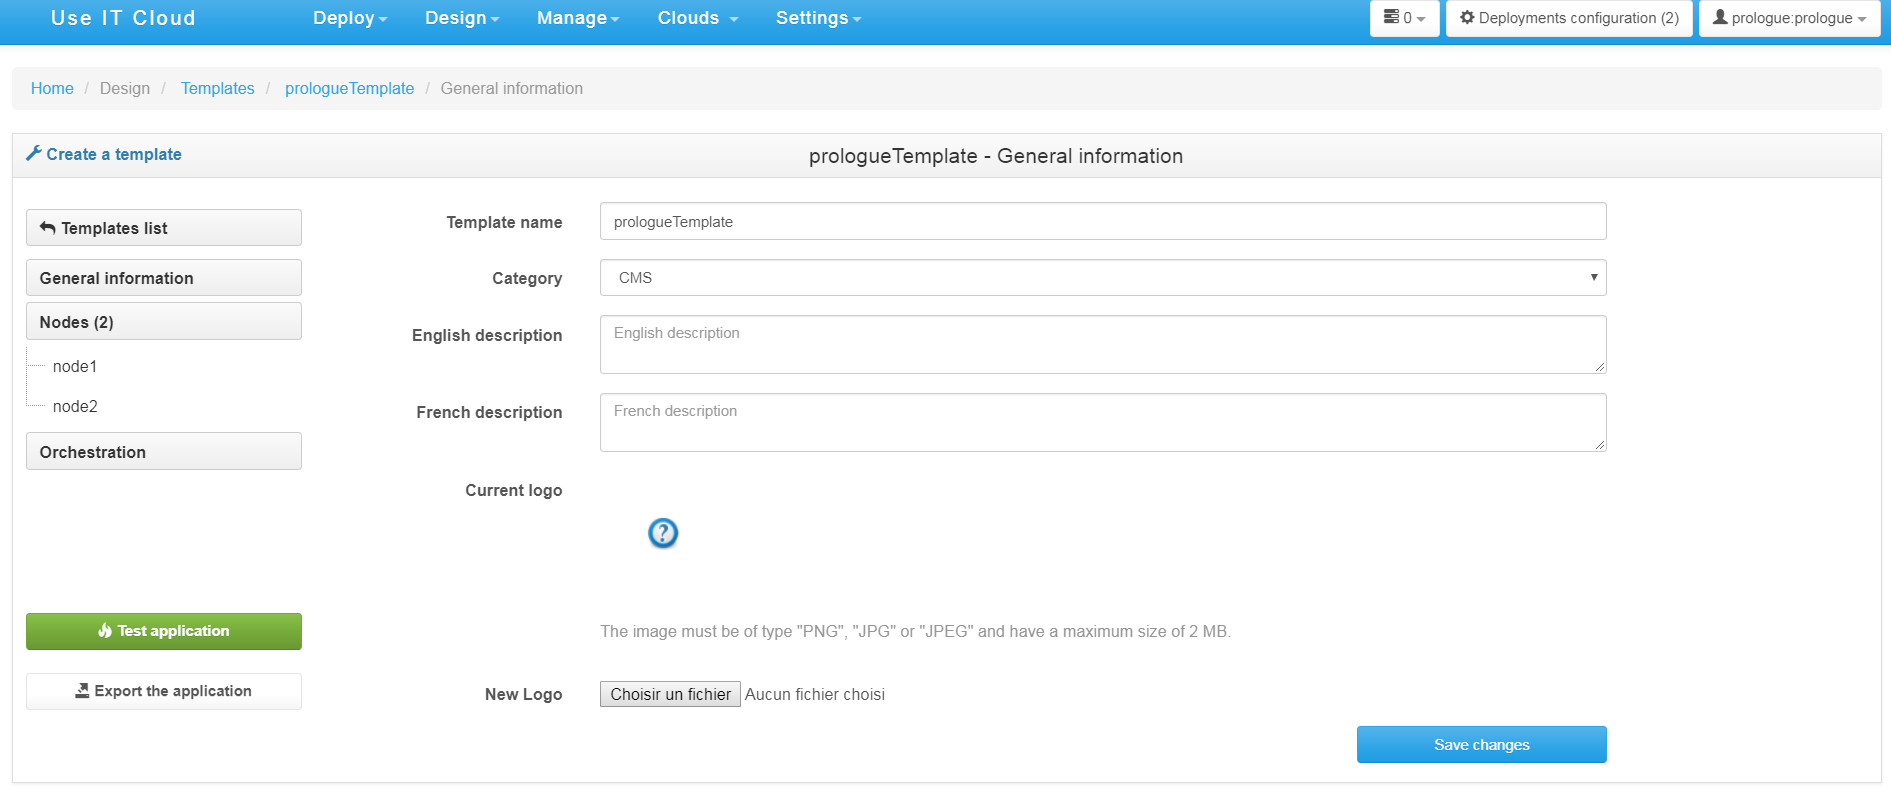 Use IT Cloud Deploy Design Manage Clouds Settings 0 Deployments configuration (2) prologue:prologue
Home / Design / Templates / prologueTemplate / General information
Create a template
prologueTemplate - General information
Templates list
General information
Nodes (2)
node1
node2
Orchestration
Test application
Export the application
Template name prologueTemplate
Category CMS
English description English description
French description French description
Current logo
?
The image must be of type "PNG", "JPG" or "JPEG" and have a maximum size of 2 MB.
New Logo Choisir un fichier Aucun fichier choisi
Save changes